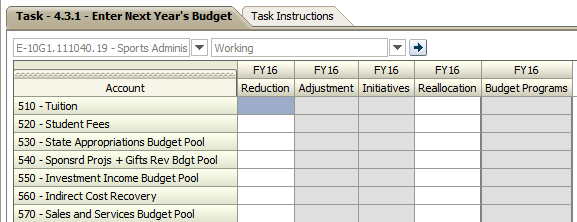 Task - 4.3.1 - Enter Next Year's Budget Task Instructions
E-10G1.111040.19 - Sports Adminis Working
FY16 FY16 FY16 FY16 FY16
Account Reduction Adjustment Initiatives Reallocation Budget Programs
510 - Tuition
520 - Student Fees
530 - State Appropriations Budget Pool
540 - Sponsrd Projs + Gifts Rev Bdgt Pool
550 - Investment Income Budget Pool
560 - Indirect Cost Recovery
570 - Sales and Services Budget Pool